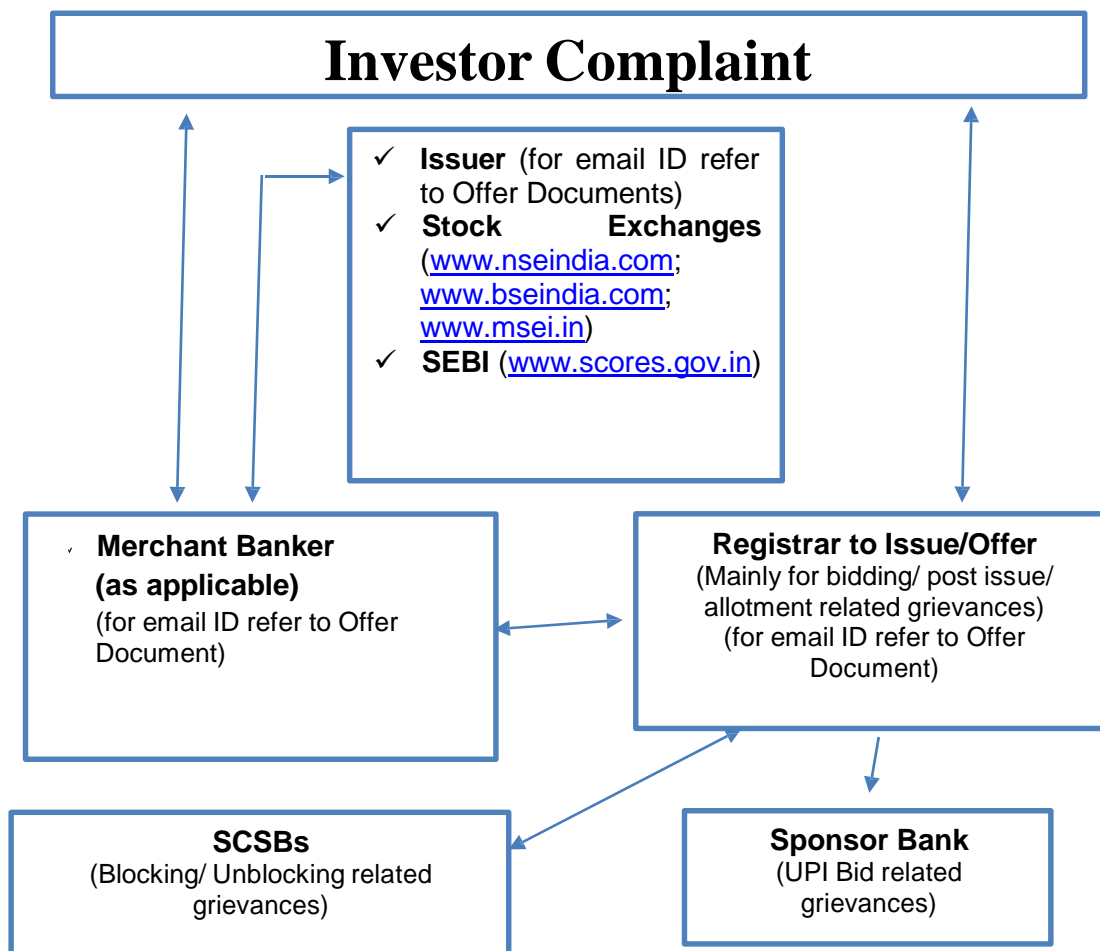 Investor Complaint
✓ Issuer (for email ID refer
to Offer Documents)
✓ Stock Exchanges
(www.nseindia.com;
www.bseindia.com;
www.msei.in)
✓ SEBI (www.scores.gov.in)
✓ Merchant Banker
(as applicable)
(for email ID refer to Offer
Document)
Registrar to Issue/Offer
(Mainly for bidding/ post issue/
allotment related grievances)
(for email ID refer to Offer
Document)
SCSBs
(Blocking/ Unblocking related
grievances)
Sponsor Bank
(UPI Bid related
grievances)